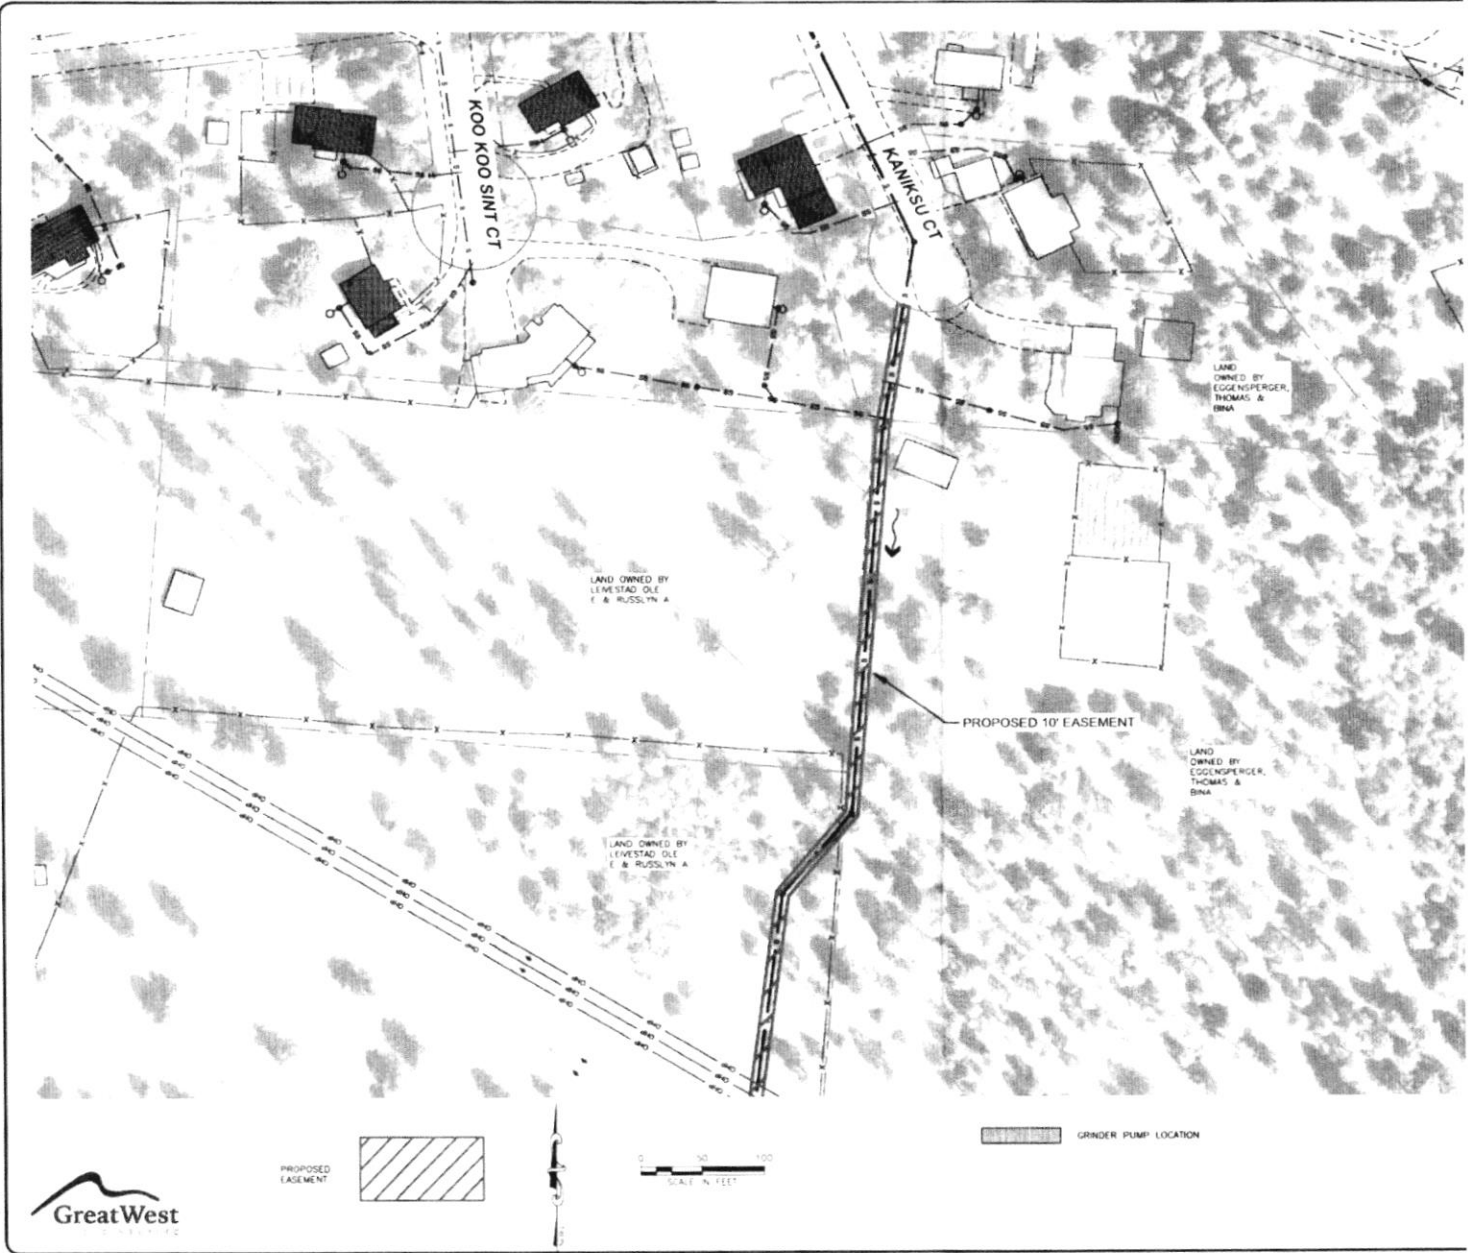 KOO KOO SINT CT
KANIKSU CT
LAND
OWNED BY
EGGENSPERGER,
THOMAS &
BINA
LAND OWNED BY
LEIVESTAD OLE
E & RUSSLYN A
PROPOSED 10' EASEMENT
LAND
OWNED BY
EGGENSPERGER,
THOMAS &
BINA
LAND OWNED BY
LEIVESTAD OLE
E & RUSSLYN A
PROPOSED
EASEMENT
0 50 100
SCALE IN FEET
GRINDER PUMP LOCATION
GreatWest